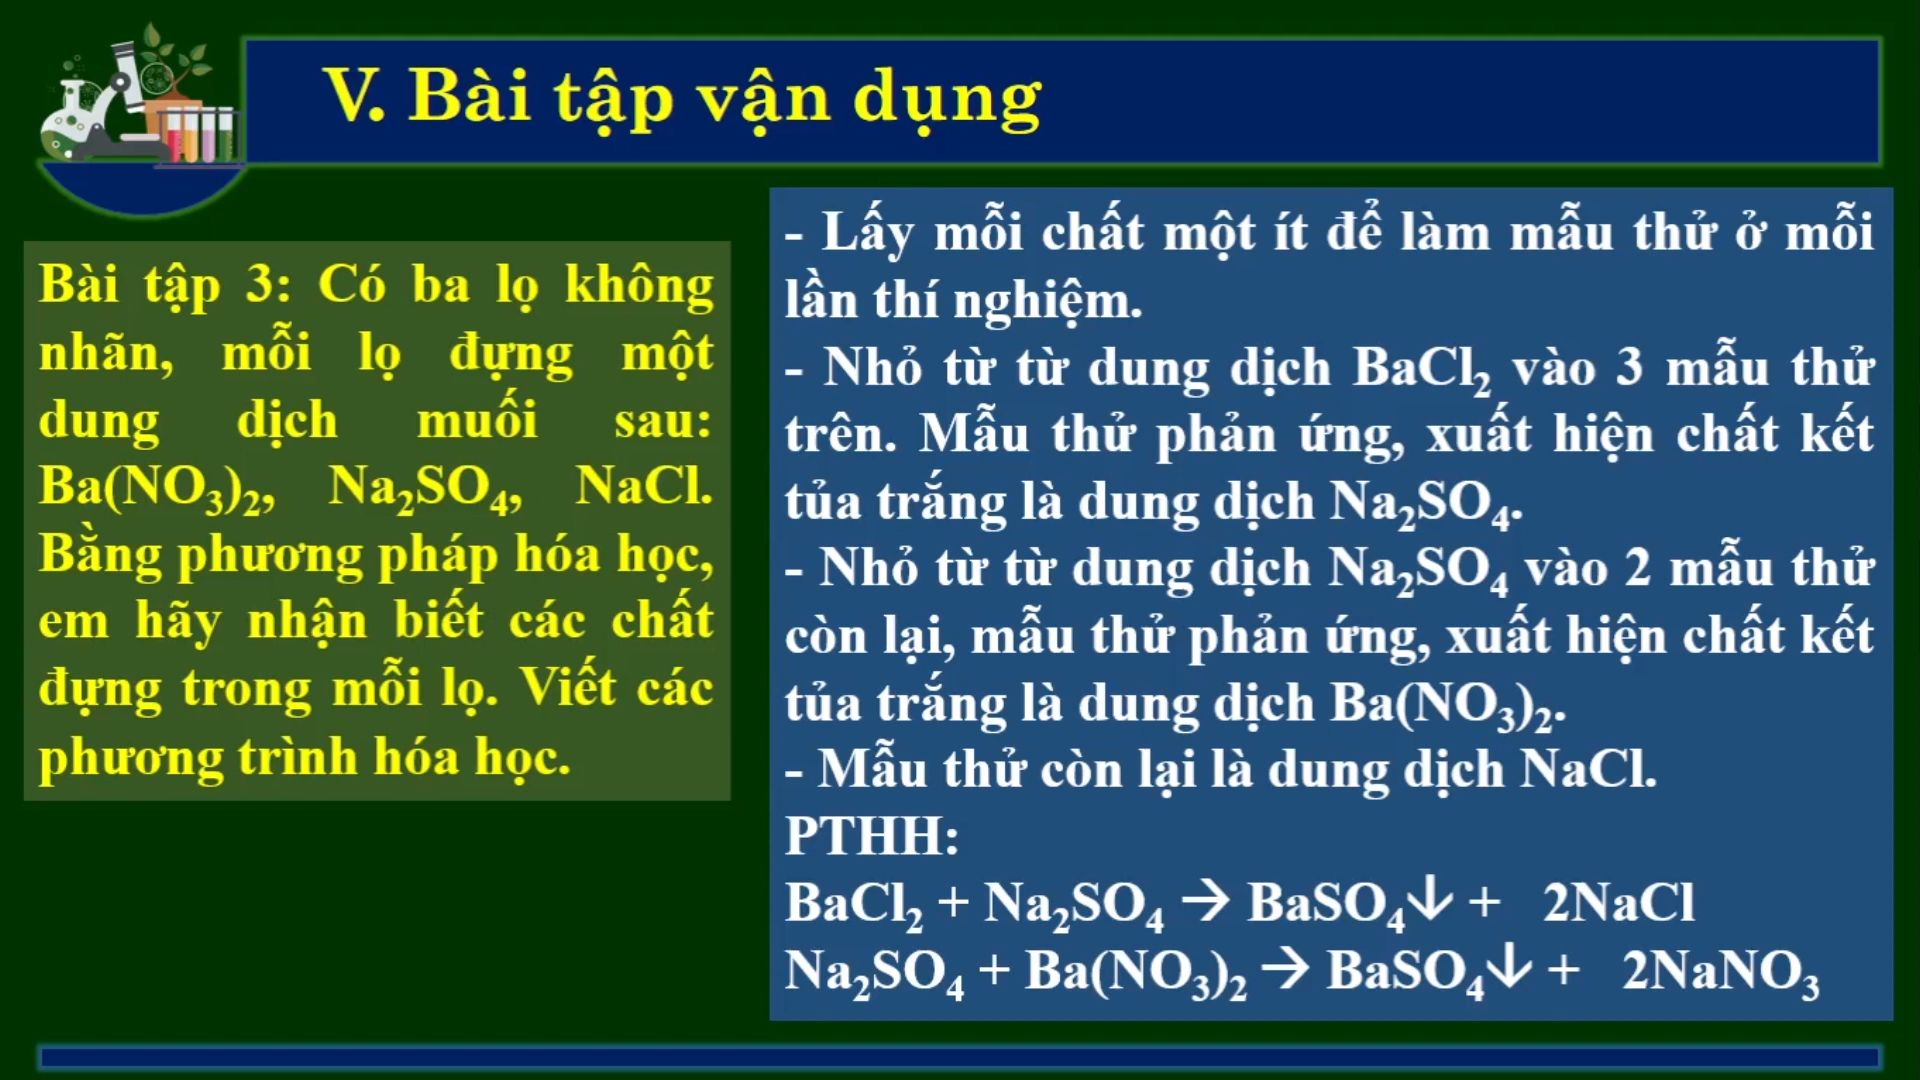 V. Bài tập vận dụng
Bài tập 3: Có ba lọ không
nhãn, mỗi lọ đựng một
dung dịch muối sau:
Ba(NO₃)₂, Na₂SO₄, NaCl.
Bằng phương pháp hóa học,
em hãy nhận biết các chất
đựng trong mỗi lọ. Viết các
phương trình hóa học.
- Lấy mỗi chất một ít để làm mẫu thử ở mỗi
lần thí nghiệm.
- Nhỏ từ từ dung dịch BaCl₂ vào 3 mẫu thử
trên. Mẫu thử phản ứng, xuất hiện chất kết
tủa trắng là dung dịch Na₂SO₄.
- Nhỏ từ từ dung dịch Na₂SO₄ vào 2 mẫu thử
còn lại, mẫu thử phản ứng, xuất hiện chất kết
tủa trắng là dung dịch Ba(NO₃)₂.
- Mẫu thử còn lại là dung dịch NaCl.
PTHH:
BaCl₂ + Na₂SO₄ → BaSO₄↓ + 2NaCl
Na₂SO₄ + Ba(NO₃)₂ → BaSO₄↓ + 2NaNO₃